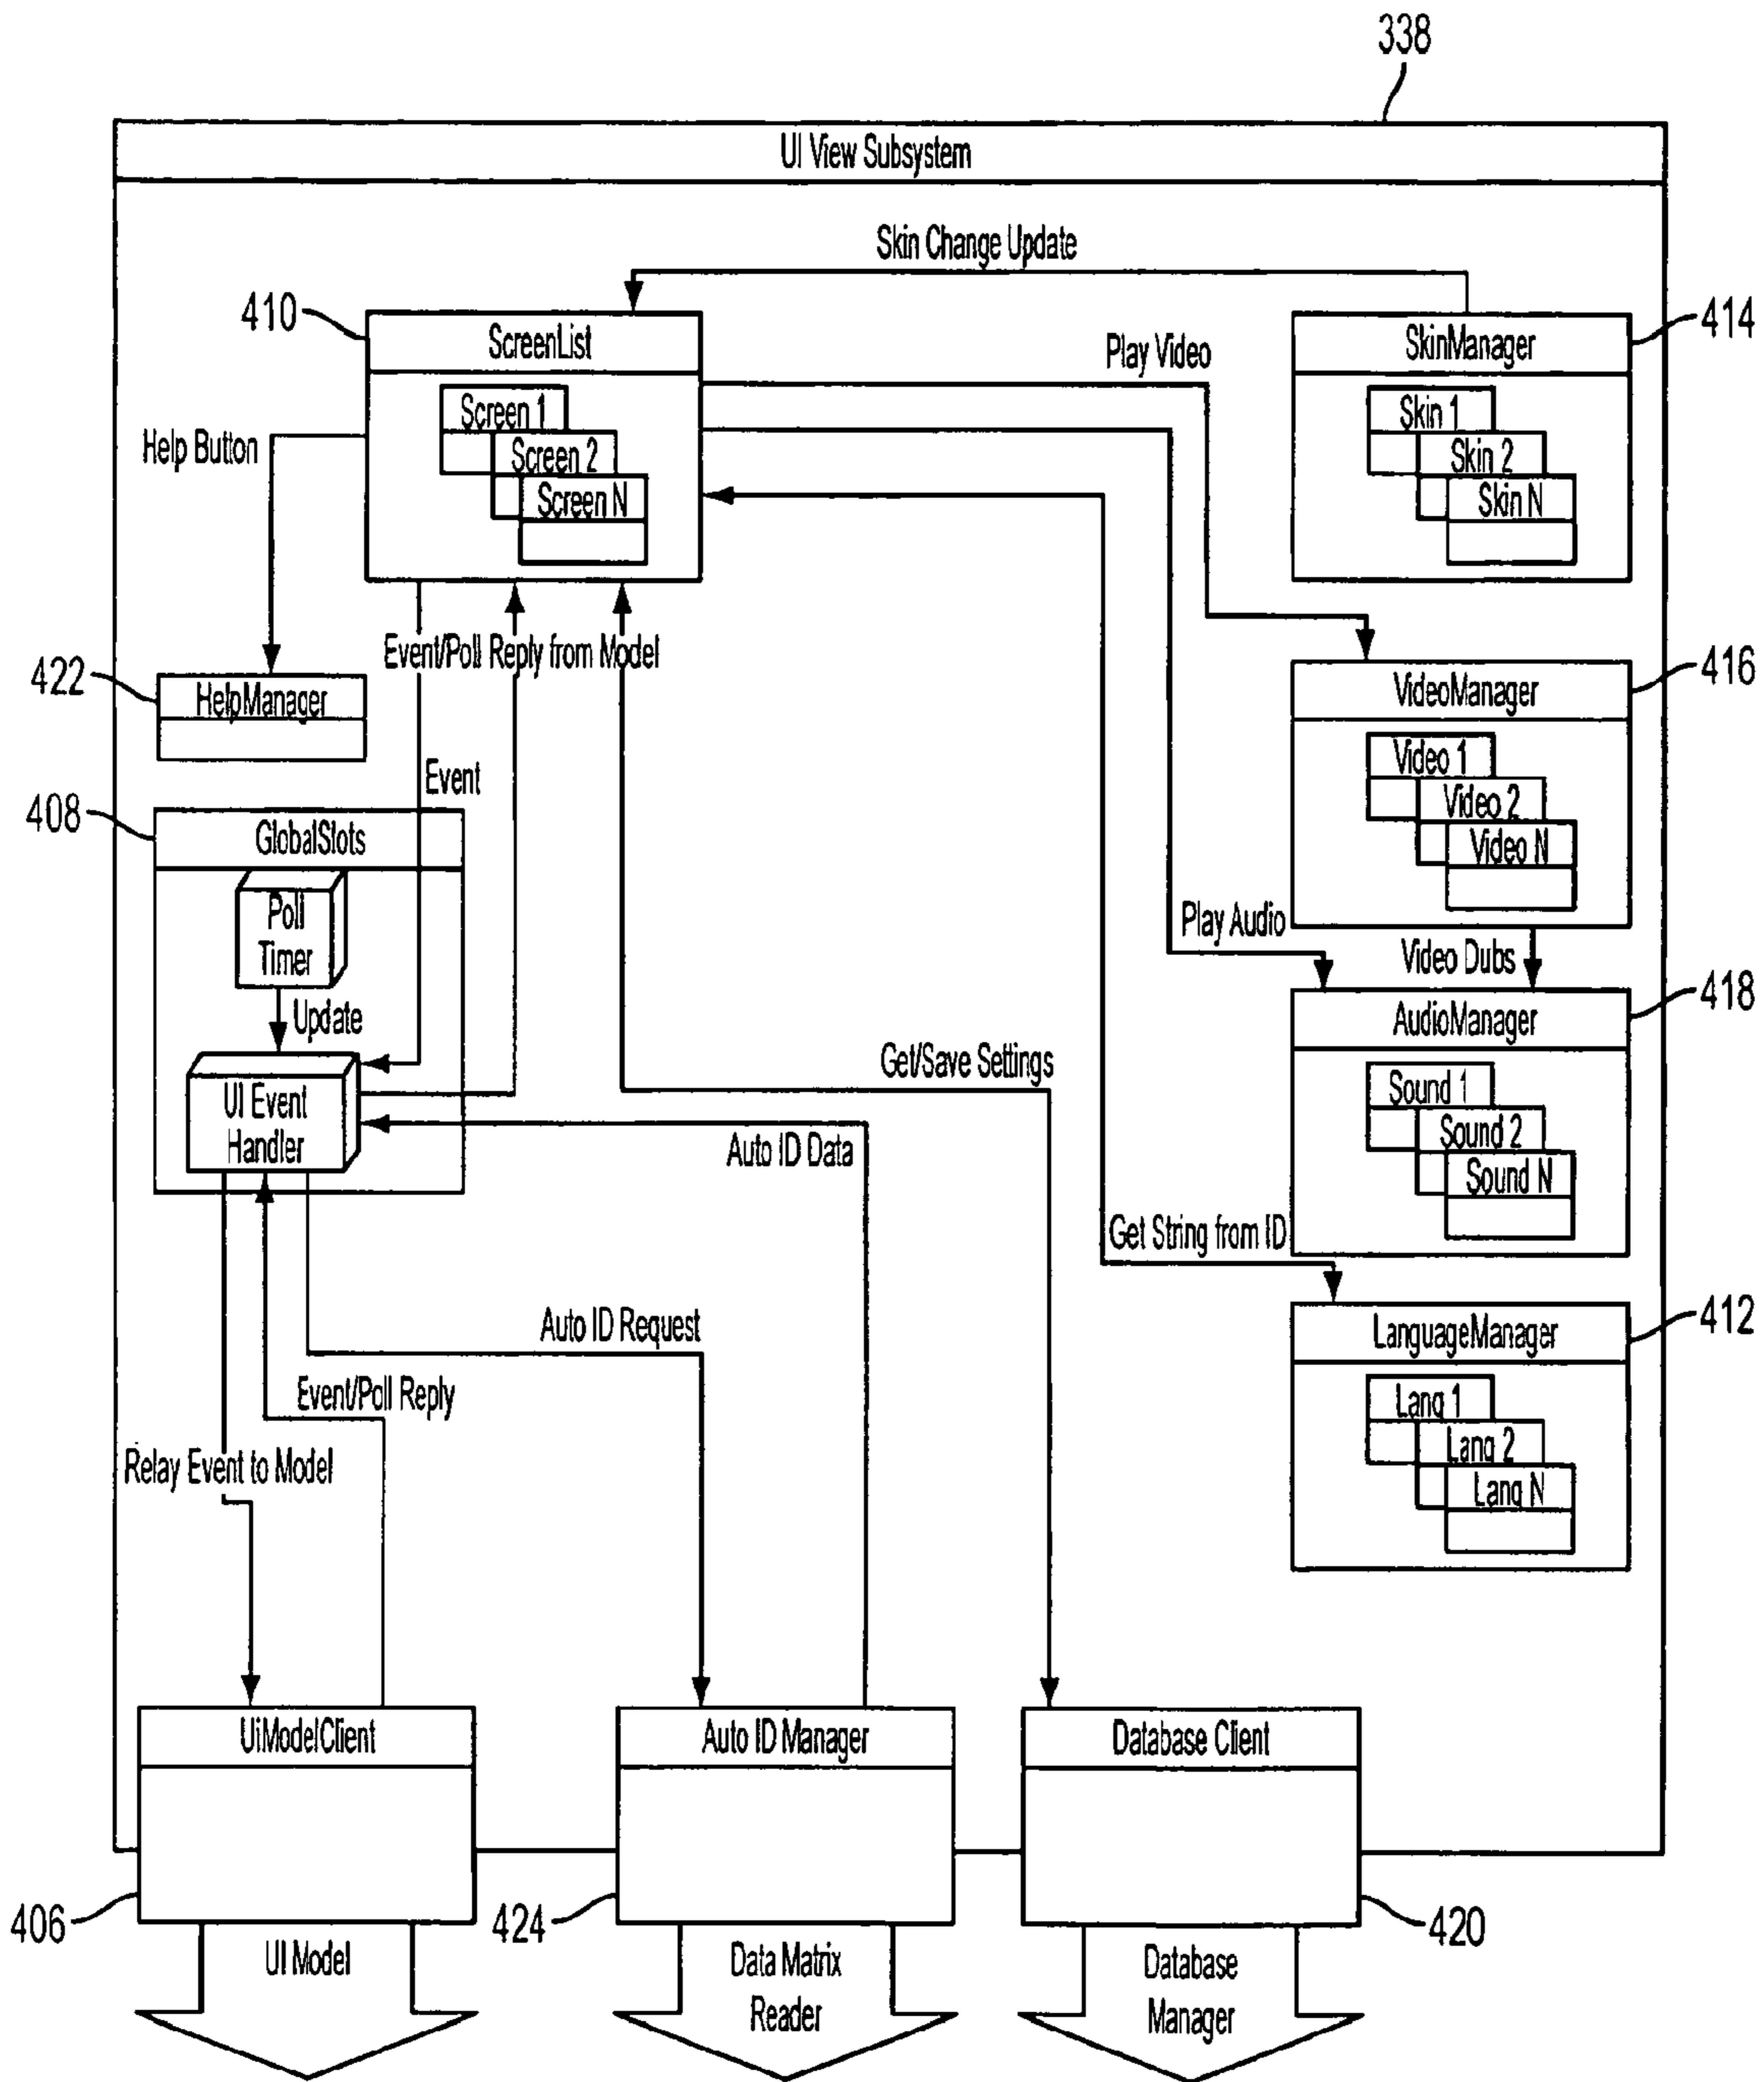 338
UI View Subsystem
Skin Change Update
410
ScreenList
Screen 1
Screen 2
Screen N
Play Video
SkinManager
414
Skin 1
Skin 2
Skin N
Help Button
Event/Poll Reply from Model
422
HelpManager
VideoManager
416
Video 1
Video 2
Video N
Event
408
GlobalSlots
Poll
Timer
Update
UI Event
Handler
Play Audio
Video Dubs
AudioManager
418
Sound 1
Sound 2
Sound N
Get/Save Settings
Auto ID Data
Get String from ID
Auto ID Request
LanguageManager
412
Lang 1
Lang 2
Lang N
Event/Poll Reply
Relay Event to Model
UiModelClient
Auto ID Manager
Database Client
406
424
420
UI Model
Data Matrix
Reader
Database
Manager